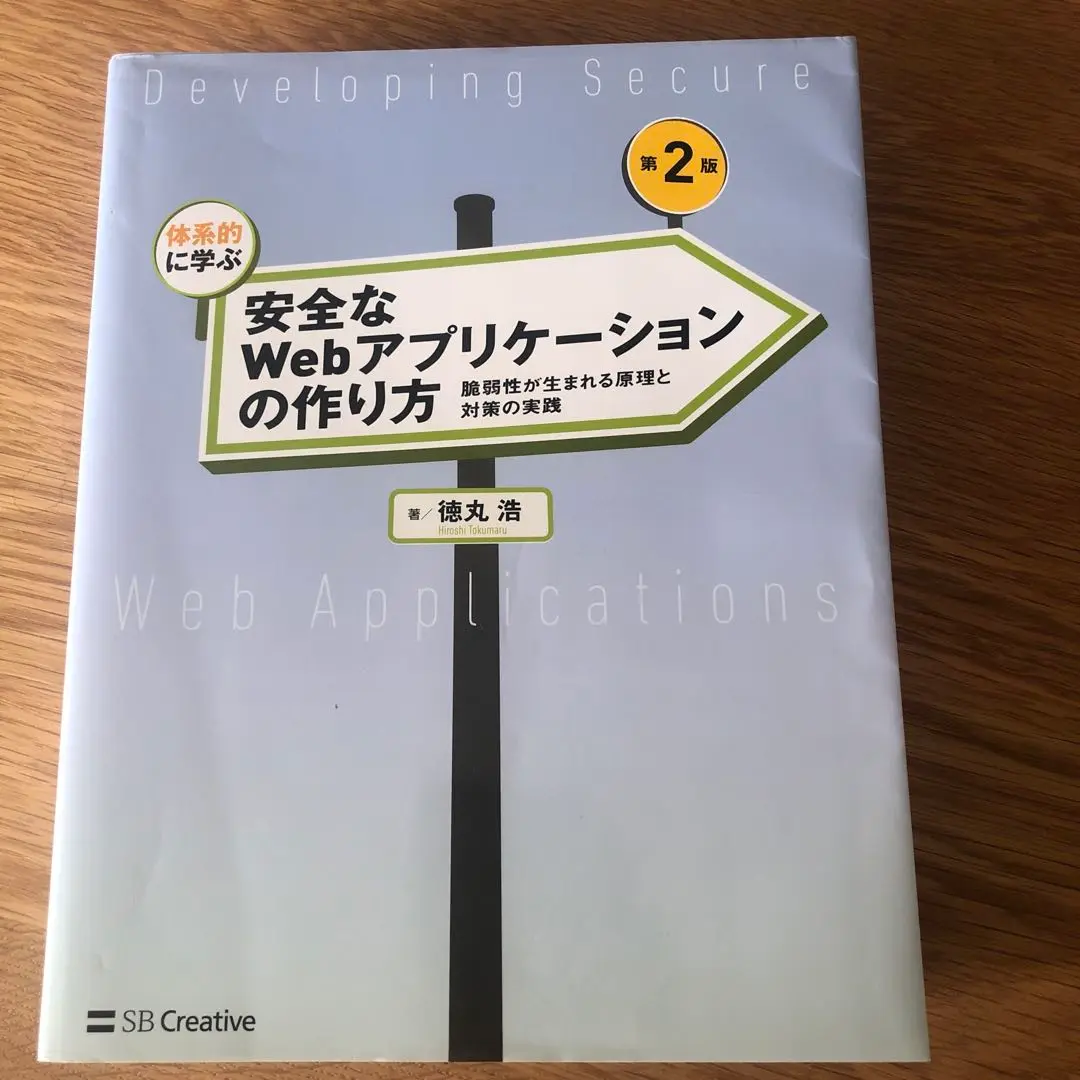 Developing Secure
第2版
体系的
に学ぶ
安全な
Webアプリケーション
の作り方
脆弱性が生まれる原理と
対策の実践
著／徳丸 浩
Hiroshi Tokumaru
Web Applications
SB Creative